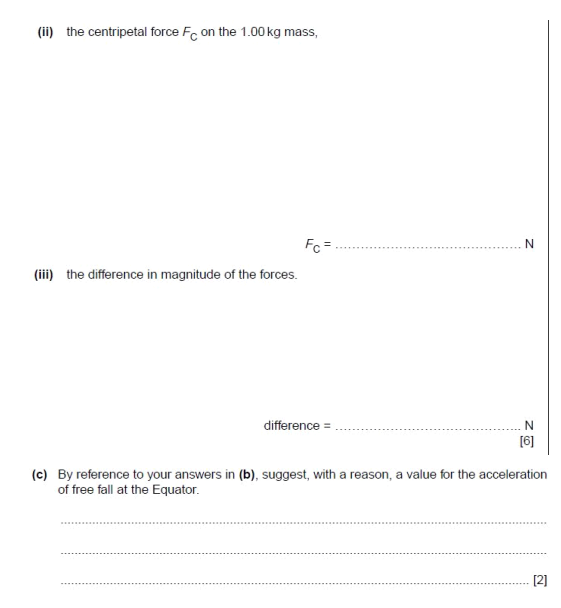 (ii) the centripetal force FC on the 1.00 kg mass,
FC = ................................................ N
(iii) the difference in magnitude of the forces.
difference = ................................................ N
[6]
(c) By reference to your answers in (b), suggest, with a reason, a value for the acceleration
of free fall at the Equator.
................................................................................................
................................................................................................
.......................................................................................... [2]